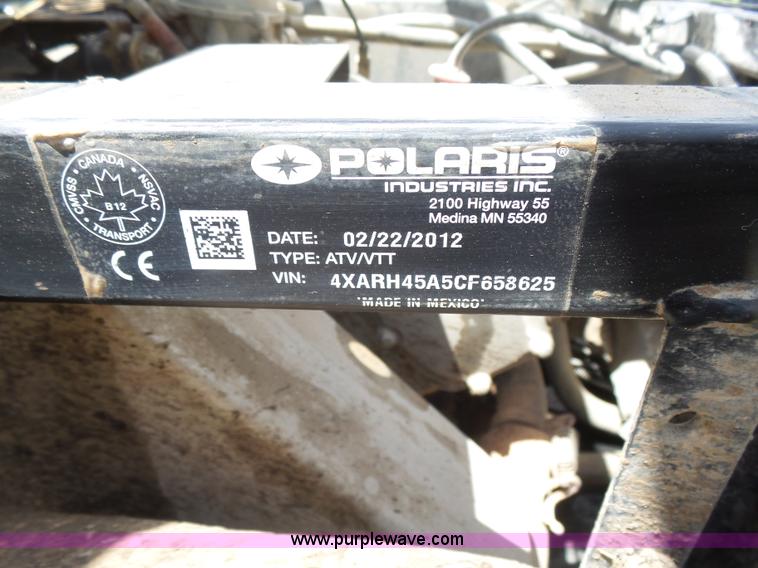 CANADA
CMVSS
NSVAC
B12
TRANSPORT
CE
POLARIS®
INDUSTRIES INC.
2100 Highway 55
Medina MN 55340
DATE: 02/22/2012
TYPE: ATV/VTT
VIN: 4XARH45A5CF658625
"MADE IN MEXICO"
www.purplewave.com